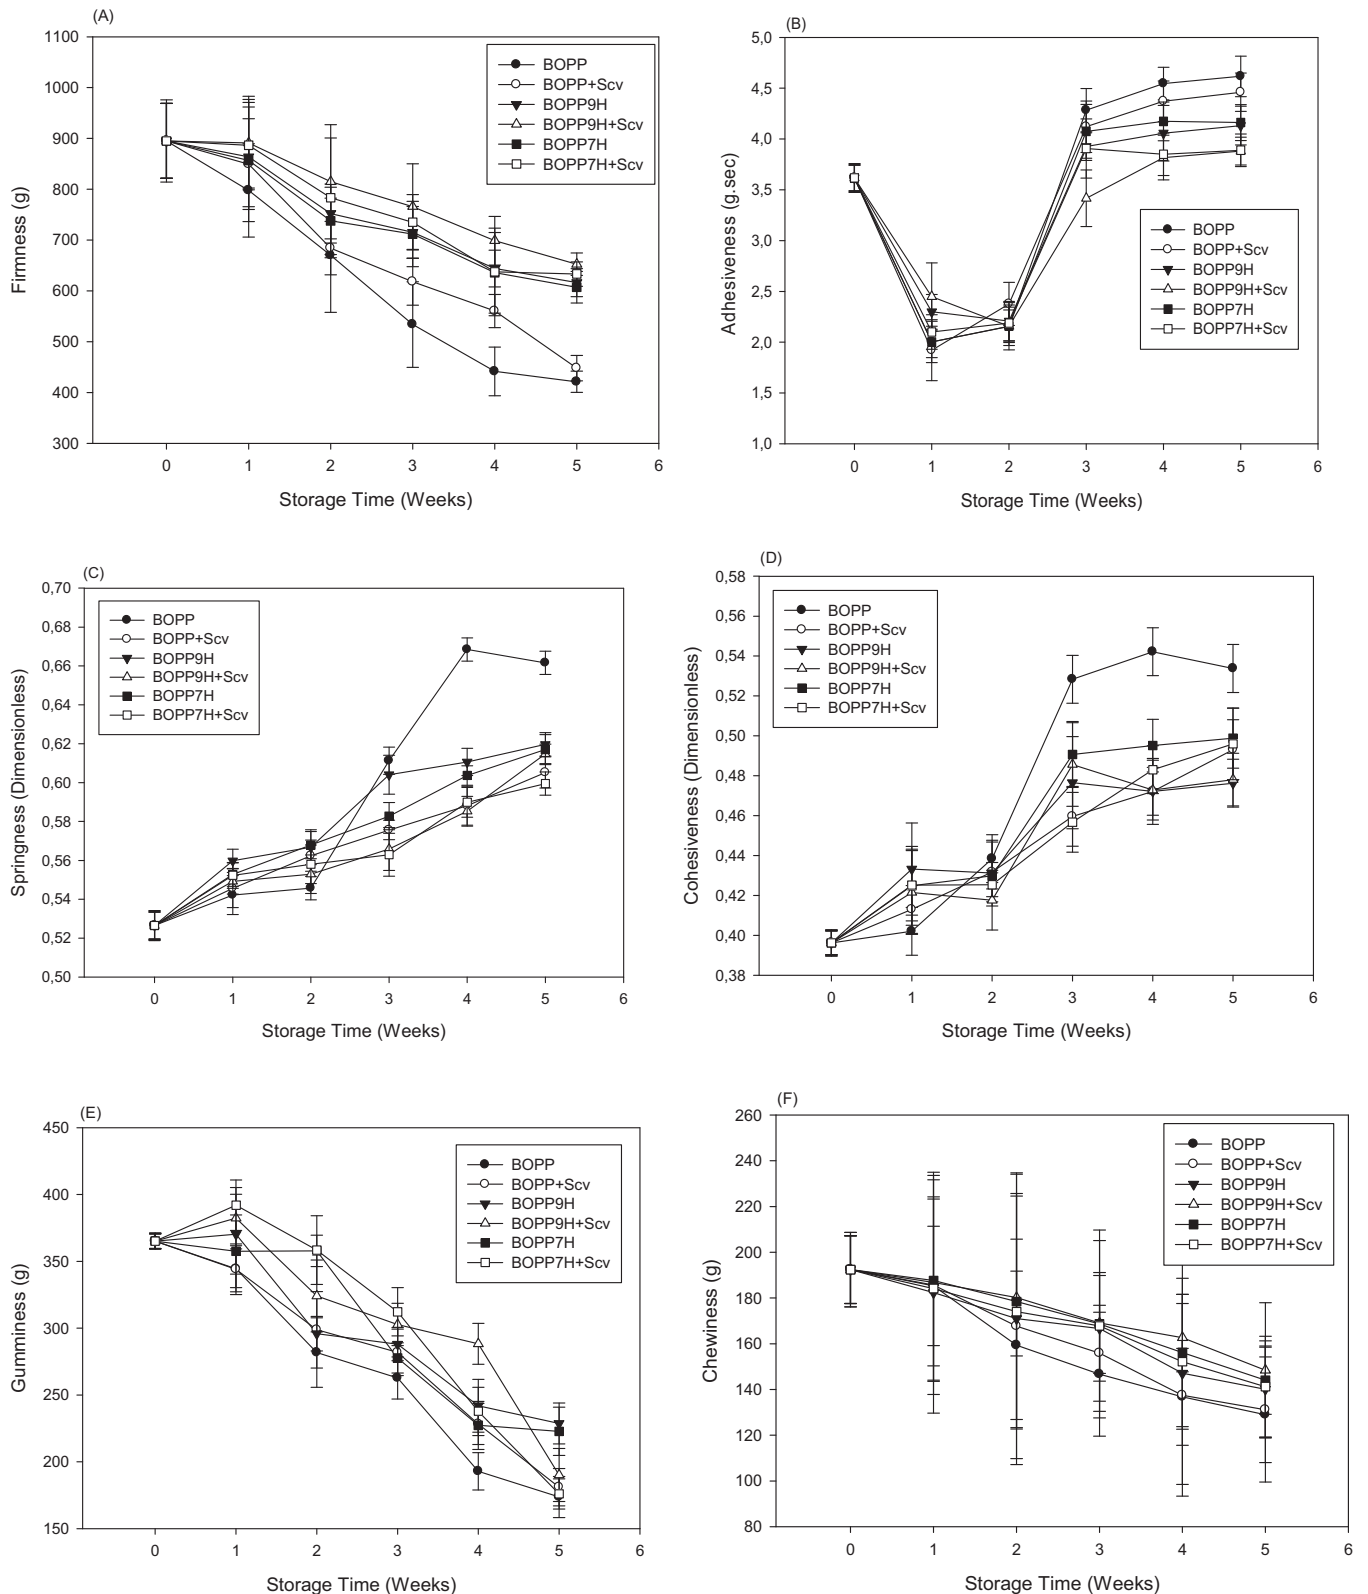 (A)
1100
1000
900
800
700
600
500
400
300
Firmness (g)
BOPP
BOPP+Scv
BOPP9H
BOPP9H+Scv
BOPP7H
BOPP7H+Scv
0 1 2 3 4 5 6
Storage Time (Weeks)
(B)
5,0
4,5
4,0
3,5
3,0
2,5
2,0
1,5
1,0
Adhesiveness (g.sec)
BOPP
BOPP+Scv
BOPP9H
BOPP9H+Scv
BOPP7H
BOPP7H+Scv
0 1 2 3 4 5 6
Storage Time (Weeks)
(C)
0,70
0,68
0,66
0,64
0,62
0,60
0,58
0,56
0,54
0,52
0,50
Springness (Dimensionless)
BOPP
BOPP+Scv
BOPP9H
BOPP9H+Scv
BOPP7H
BOPP7H+Scv
0 1 2 3 4 5 6
Storage Time (Weeks)
(D)
0,58
0,56
0,54
0,52
0,50
0,48
0,46
0,44
0,42
0,40
0,38
Cohesiveness (Dimensionless)
BOPP
BOPP+Scv
BOPP9H
BOPP9H+Scv
BOPP7H
BOPP7H+Scv
0 1 2 3 4 5 6
Storage Time (Weeks)
(E)
450
400
350
300
250
200
150
Gumminess (g)
BOPP
BOPP+Scv
BOPP9H
BOPP9H+Scv
BOPP7H
BOPP7H+Scv
0 1 2 3 4 5 6
Storage Time (Weeks)
(F)
260
240
220
200
180
160
140
120
100
80
Chewiness (g)
BOPP
BOPP+Scv
BOPP9H
BOPP9H+Scv
BOPP7H
BOPP7H+Scv
0 1 2 3 4 5 6
Storage Time (Weeks)